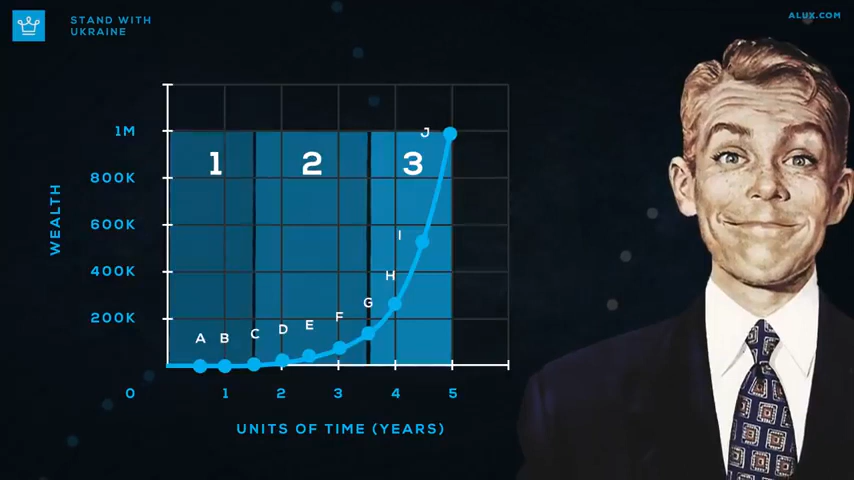 STAND WITH
UKRAINE
ALUX.COM
1M
800K
600K
400K
200K
0
WEALTH
1 2 3
A B C D E F G H I J
1 2 3 4 5
UNITS OF TIME (YEARS)